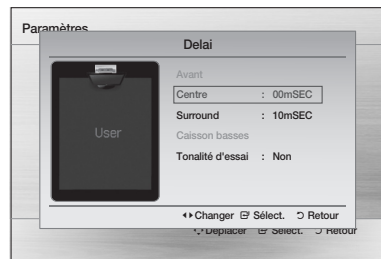 Paramètres
Delai
User
Avant
Centre : 00mSEC
Surround : 10mSEC
Caisson basses
Tonalité d'essai : Non
Changer Sélect. Retour
Déplacer Sélect. Retour